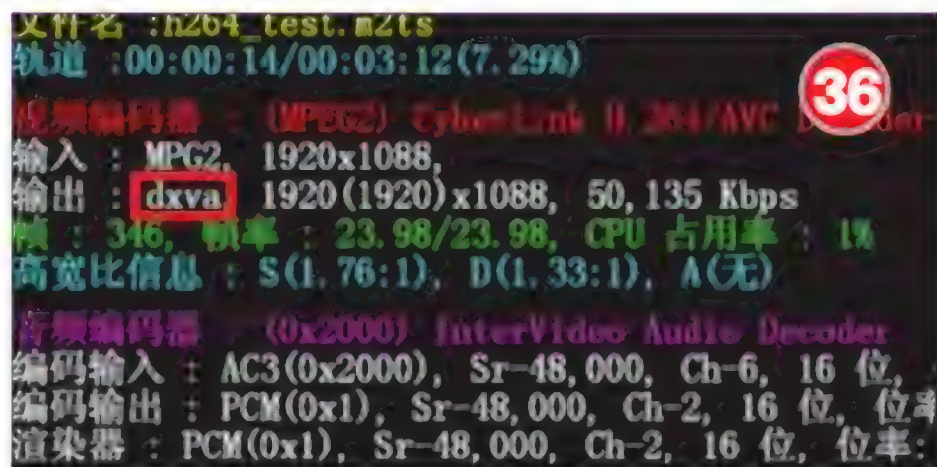 文件名 :h264_test.m2ts
轨道 :00:00:14/00:03:12(7.29%)
36
视频编码器 : (MPEG2) CyberLink H.264/AVC Decoder-
输入 : MPG2, 1920x1088,
输出 : dxva, 1920(1920)x1088, 50,135 Kbps
帧 : 346, 帧率 : 23.98/23.98, CPU 占用率 : 1%
高宽比信息 : S(1.76:1), D(1.33:1), A(无)
音频编码器 : (0x2000) InterVideo Audio Decoder
编码输入 : AC3(0x2000), Sr-48,000, Ch-6, 16 位,
编码输出 : PCM(0x1), Sr-48,000, Ch-2, 16 位, 位率
渲染器 : PCM(0x1), Sr-48,000, Ch-2, 16 位, 位率: